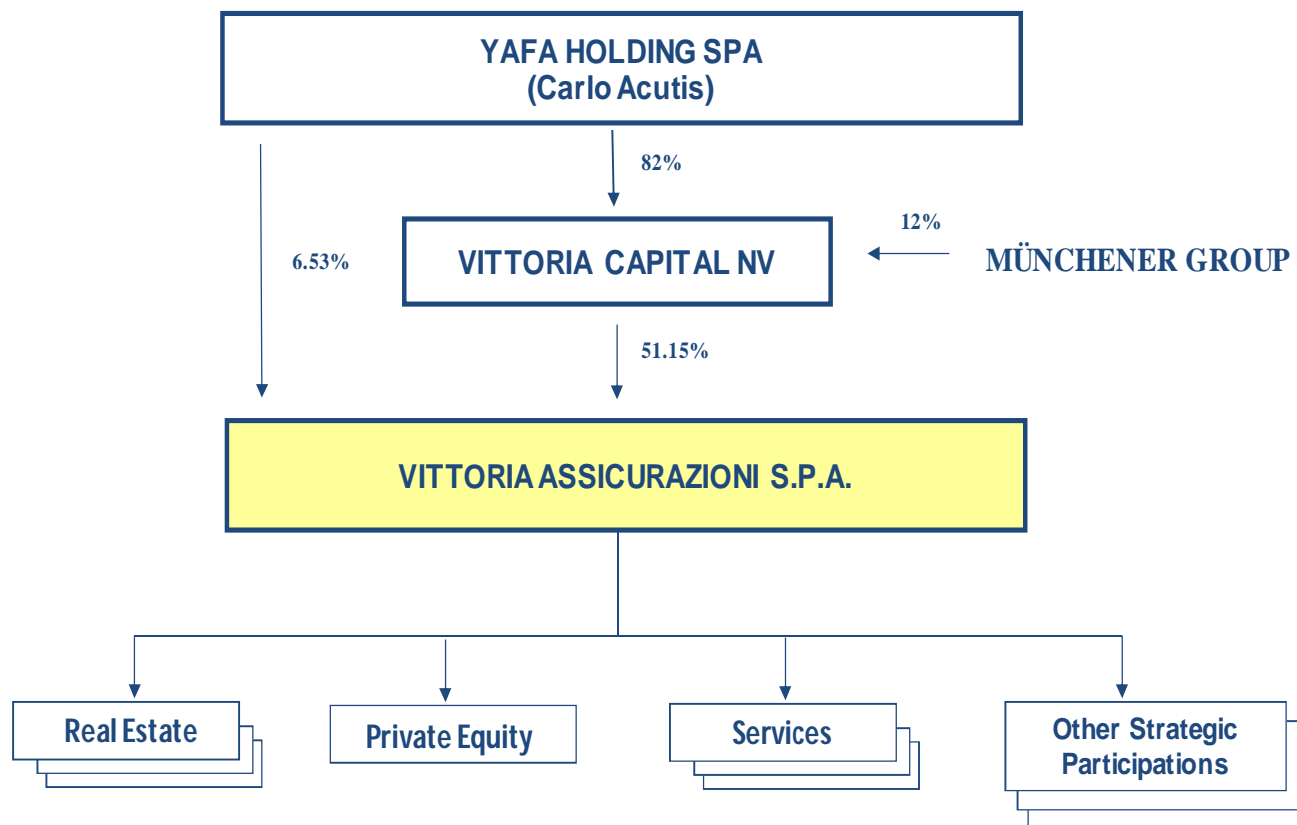 YAFA HOLDING SPA
(Carlo Acutis)
82%
12%
6.53%
VITTORIA CAPITAL NV
MÜNCHENER GROUP
51.15%
VITTORIA ASSICURAZIONI S.P.A.
Real Estate
Private Equity
Services
Other Strategic
Participations